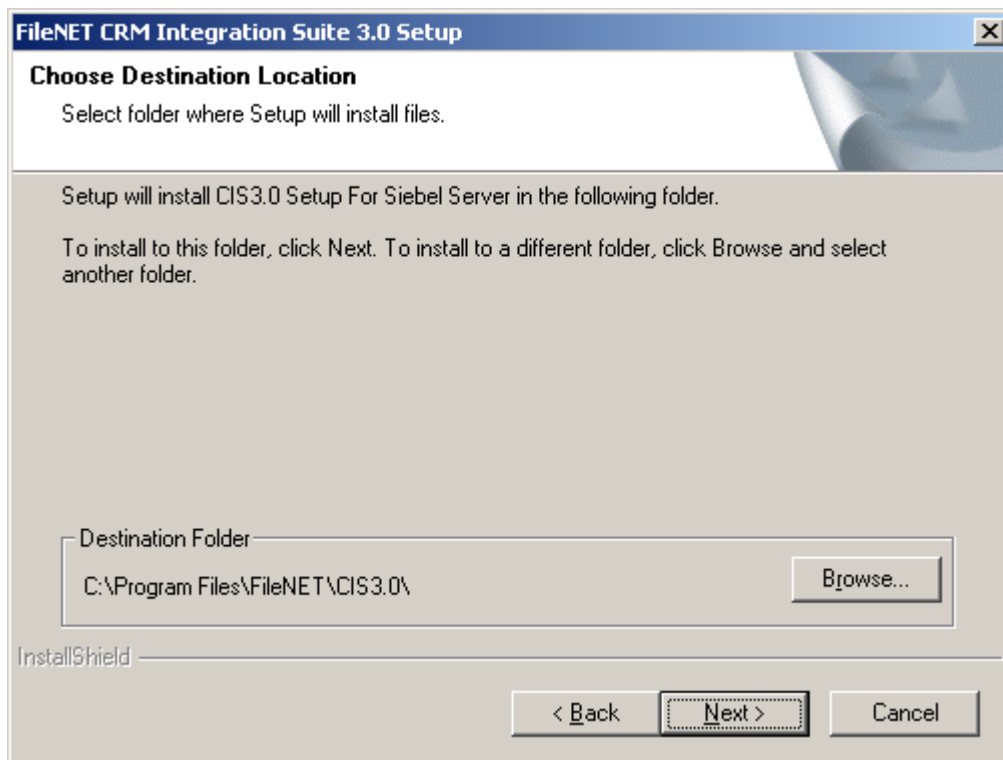 FileNET CRM Integration Suite 3.0 Setup
Choose Destination Location
Select folder where Setup will install files.
Setup will install CIS3.0 Setup For Siebel Server in the following folder.
To install to this folder, click Next. To install to a different folder, click Browse and select
another folder.
Destination Folder
C:\Program Files\FileNET\CIS3.0\
Browse...
InstallShield
< Back
Next >
Cancel